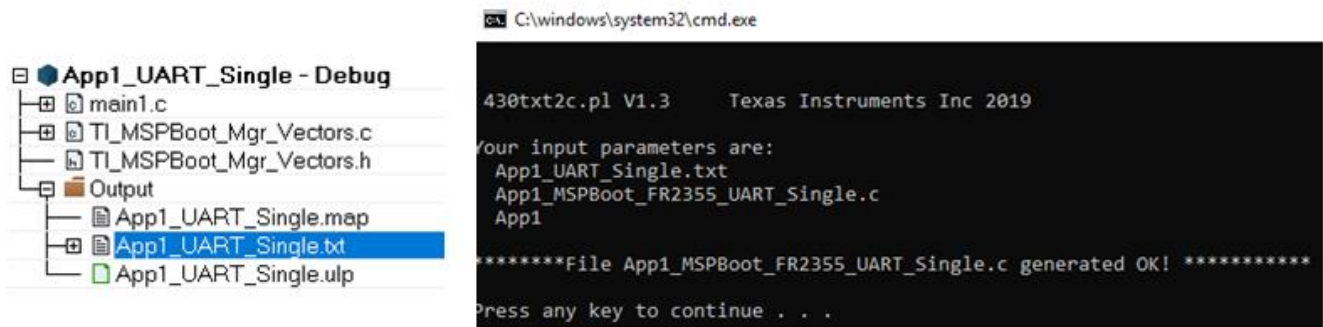 App1_UART_Single - Debug
main1.c
TI_MSPBoot_Mgr_Vectors.c
TI_MSPBoot_Mgr_Vectors.h
Output
App1_UART_Single.map
App1_UART_Single.txt
App1_UART_Single.ulp
C:\windows\system32\cmd.exe
430txt2c.pl V1.3 Texas Instruments Inc 2019
Your input parameters are:
App1_UART_Single.txt
App1_MSPBoot_FR2355_UART_Single.c
App1
********File App1_MSPBoot_FR2355_UART_Single.c generated OK! ***********
Press any key to continue . . .